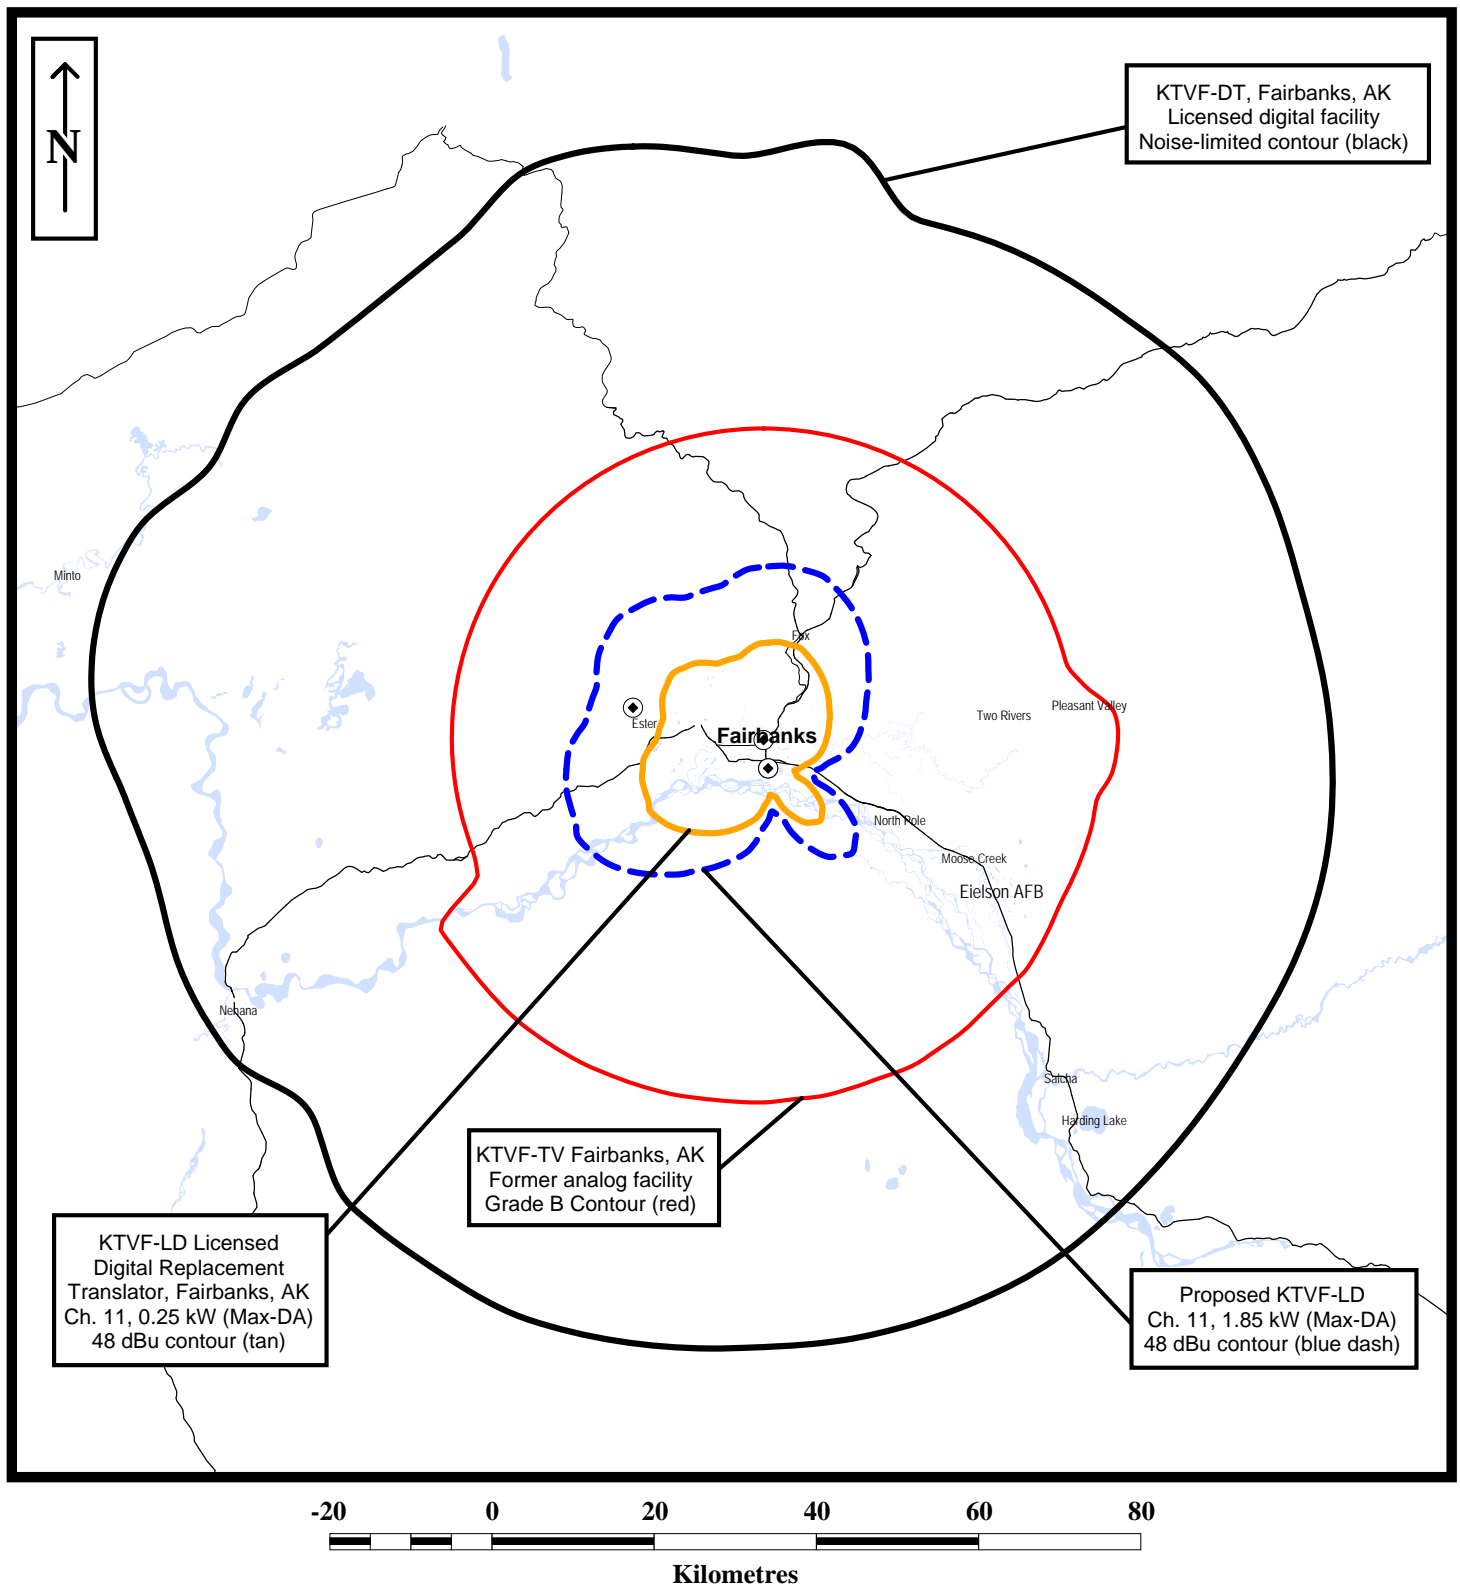 N
KTVF-DT, Fairbanks, AK
Licensed digital facility
Noise-limited contour (black)
Minto
Fox
Ester
Fairbanks
Two Rivers
Pleasant Valley
North Pole
Moose Creek
Eielson AFB
Nenana
Salcha
Harding Lake
KTVF-TV Fairbanks, AK
Former analog facility
Grade B Contour (red)
KTVF-LD Licensed
Digital Replacement
Translator, Fairbanks, AK
Ch. 11, 0.25 kW (Max-DA)
48 dBu contour (tan)
Proposed KTVF-LD
Ch. 11, 1.85 kW (Max-DA)
48 dBu contour (blue dash)
-20 0 20 40 60 80
Kilometres